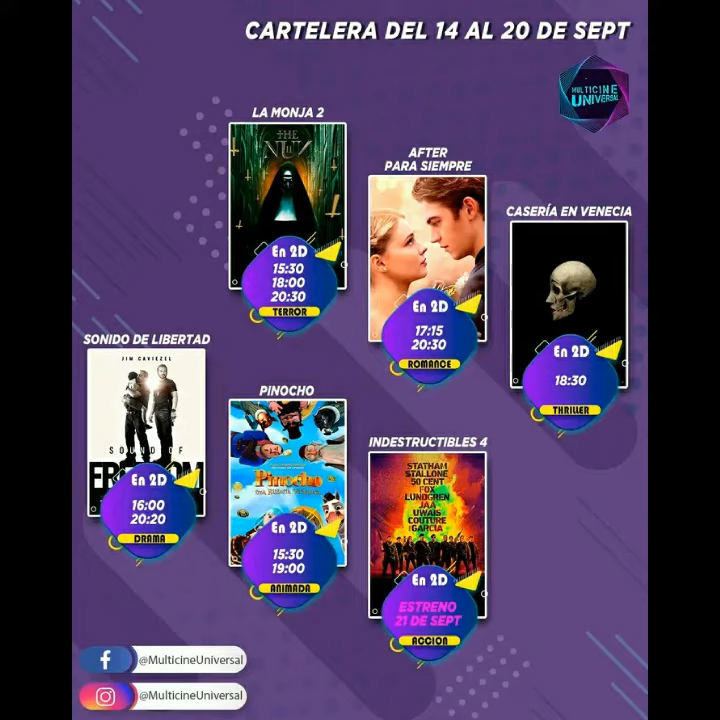 CARTELERA DEL 14 AL 20 DE SEPT
MULTICINE
UNIVERSAL
LA MONJA 2
THE
NUN
II
En 2D
15:30
18:00
20:30
TERROR
AFTER
PARA SIEMPRE
En 2D
17:15
20:30
ROMANCE
CASERÍA EN VENECIA
En 2D
18:30
THRILLER
SONIDO DE LIBERTAD
JIM CAVIEZEL
SOUND OF
En 2D
16:00
20:20
DRAMA
PINOCHO
Pinocho
En 2D
15:30
19:00
ANIMADA
INDESTRUCTIBLES 4
STATHAM
STALLONE
50 CENT
FOX
LUNDGREN
JAA
UWAIS
COUTURE
GARCIA
En 2D
ESTRENO
21 DE SEPT
ACCION
@MulticineUniversal
@MulticineUniversal